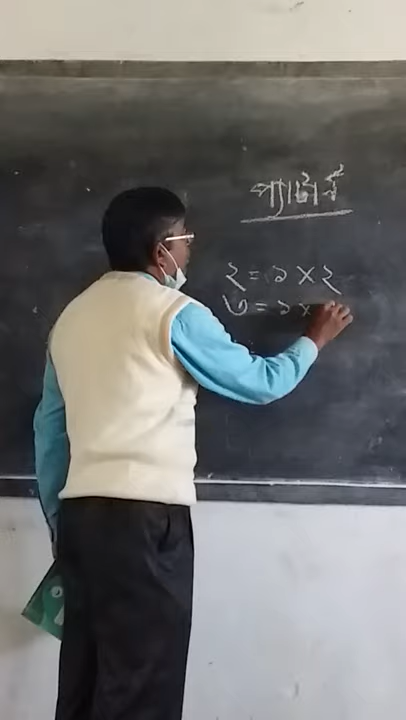 প্যাটার্ন
২ = ১ × ২
৩ = ১ ×